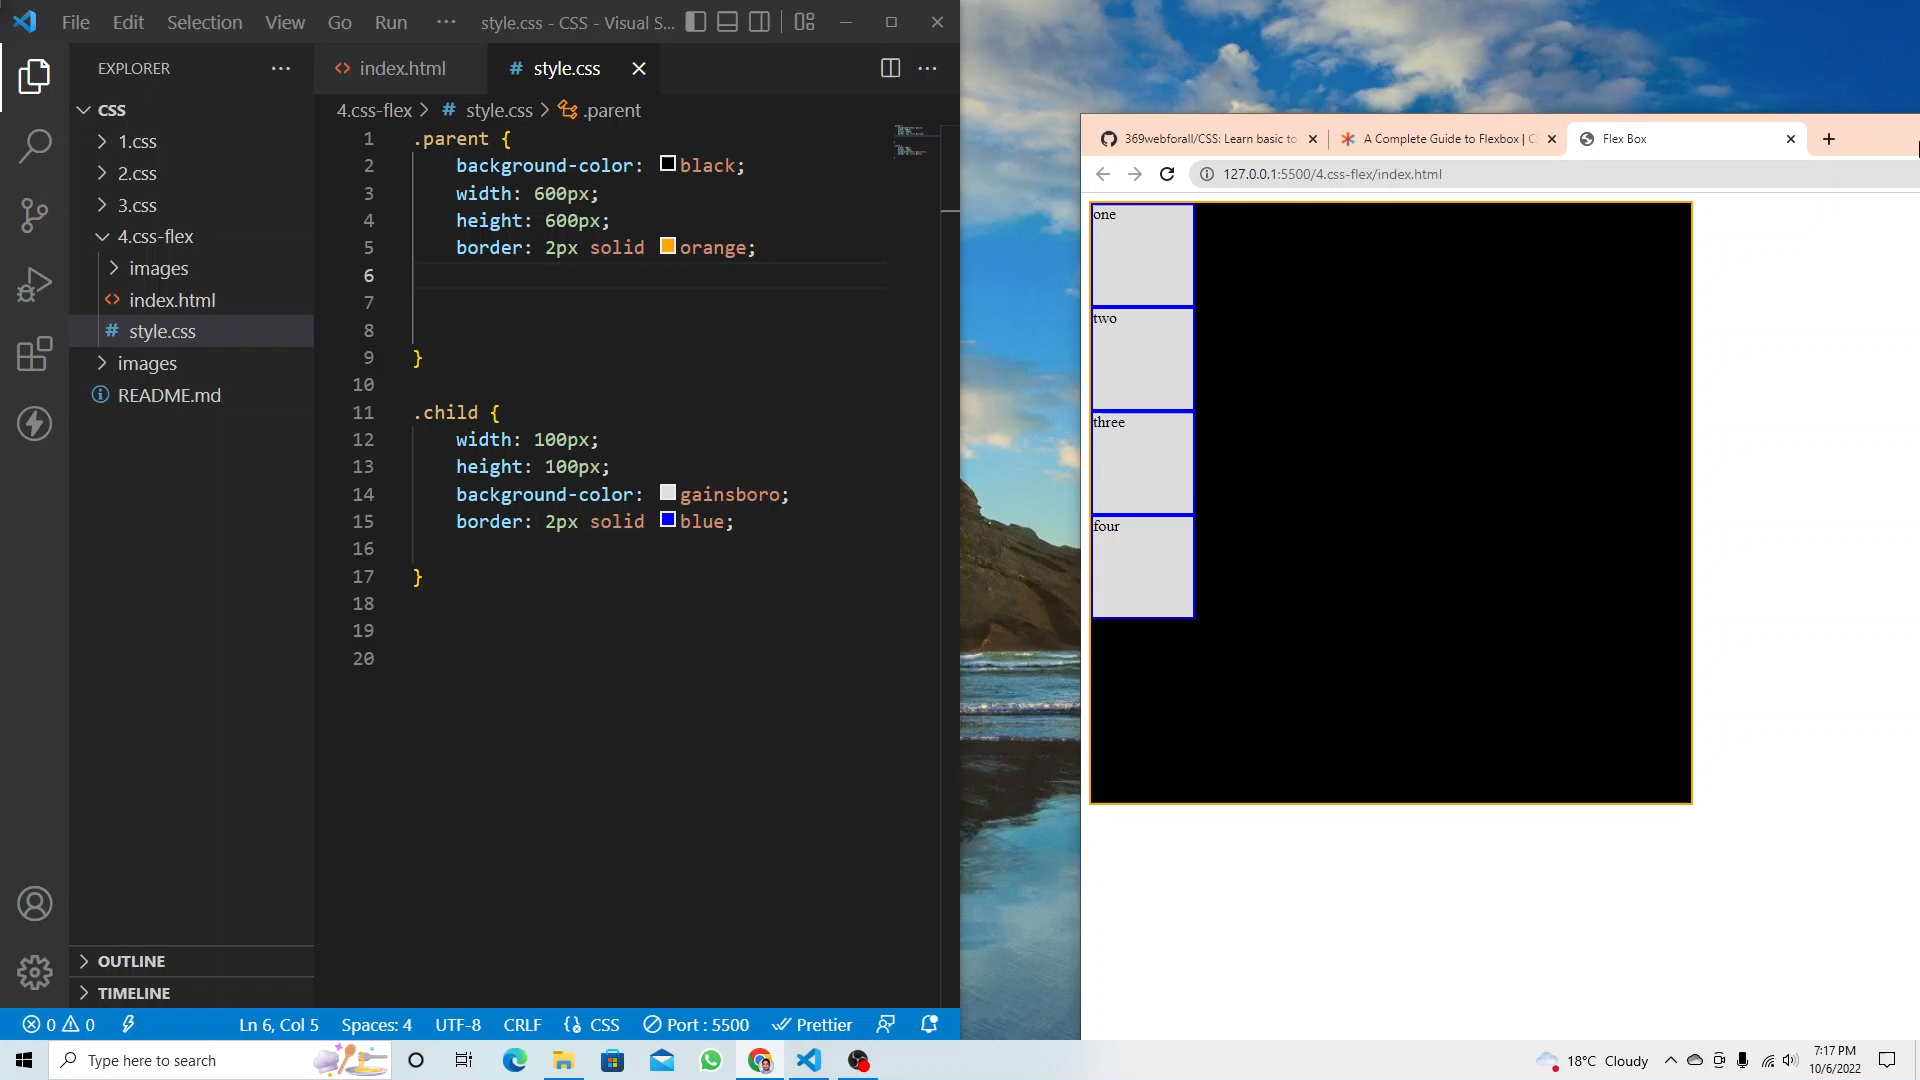 File Edit Selection View Go Run ··· style.css - CSS - Visual S...
EXPLORER ···
CSS
1.css
2.css
3.css
4.css-flex
images
index.html
style.css
images
README.md
OUTLINE
TIMELINE
index.html style.css
4.css-flex > style.css > .parent
1 .parent {
2 background-color: black;
3 width: 600px;
4 height: 600px;
5 border: 2px solid orange;
6
7
8
9 }
10
11 .child {
12 width: 100px;
13 height: 100px;
14 background-color: gainsboro;
15 border: 2px solid blue;
16
17 }
18
19
20
0 0 Ln 6, Col 5 Spaces: 4 UTF-8 CRLF CSS Port : 5500 Prettier
369webforall/CSS: Learn basic to A Complete Guide to Flexbox | C Flex Box
127.0.0.1:5500/4.css-flex/index.html
one
two
three
four
Type here to search 18°C Cloudy 7:17 PM
10/6/2022